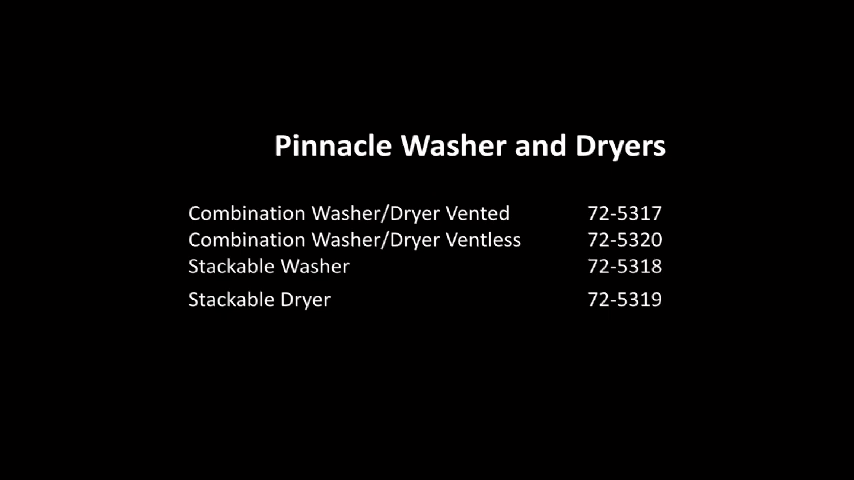 Pinnacle Washer and Dryers
Combination Washer/Dryer Vented 72-5317
Combination Washer/Dryer Ventless 72-5320
Stackable Washer 72-5318
Stackable Dryer 72-5319